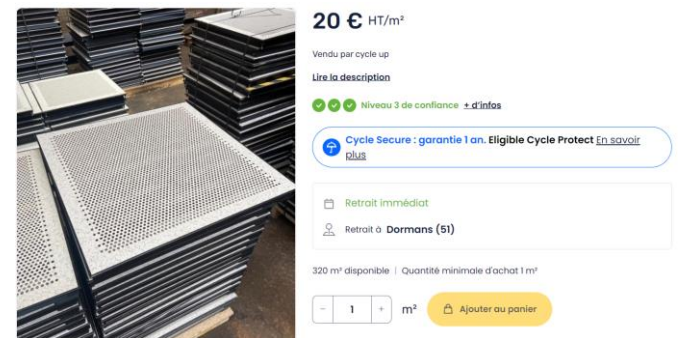 20 € HT/m²
Vendu par cycle up
Lire la description
Niveau 3 de confiance + d'infos
Cycle Secure : garantie 1 an. Eligible Cycle Protect En savoir
plus
Retrait immédiat
Retrait à Dormans (51)
320 m² disponible | Quantité minimale d'achat 1 m²
- 1 + m² Ajouter au panier